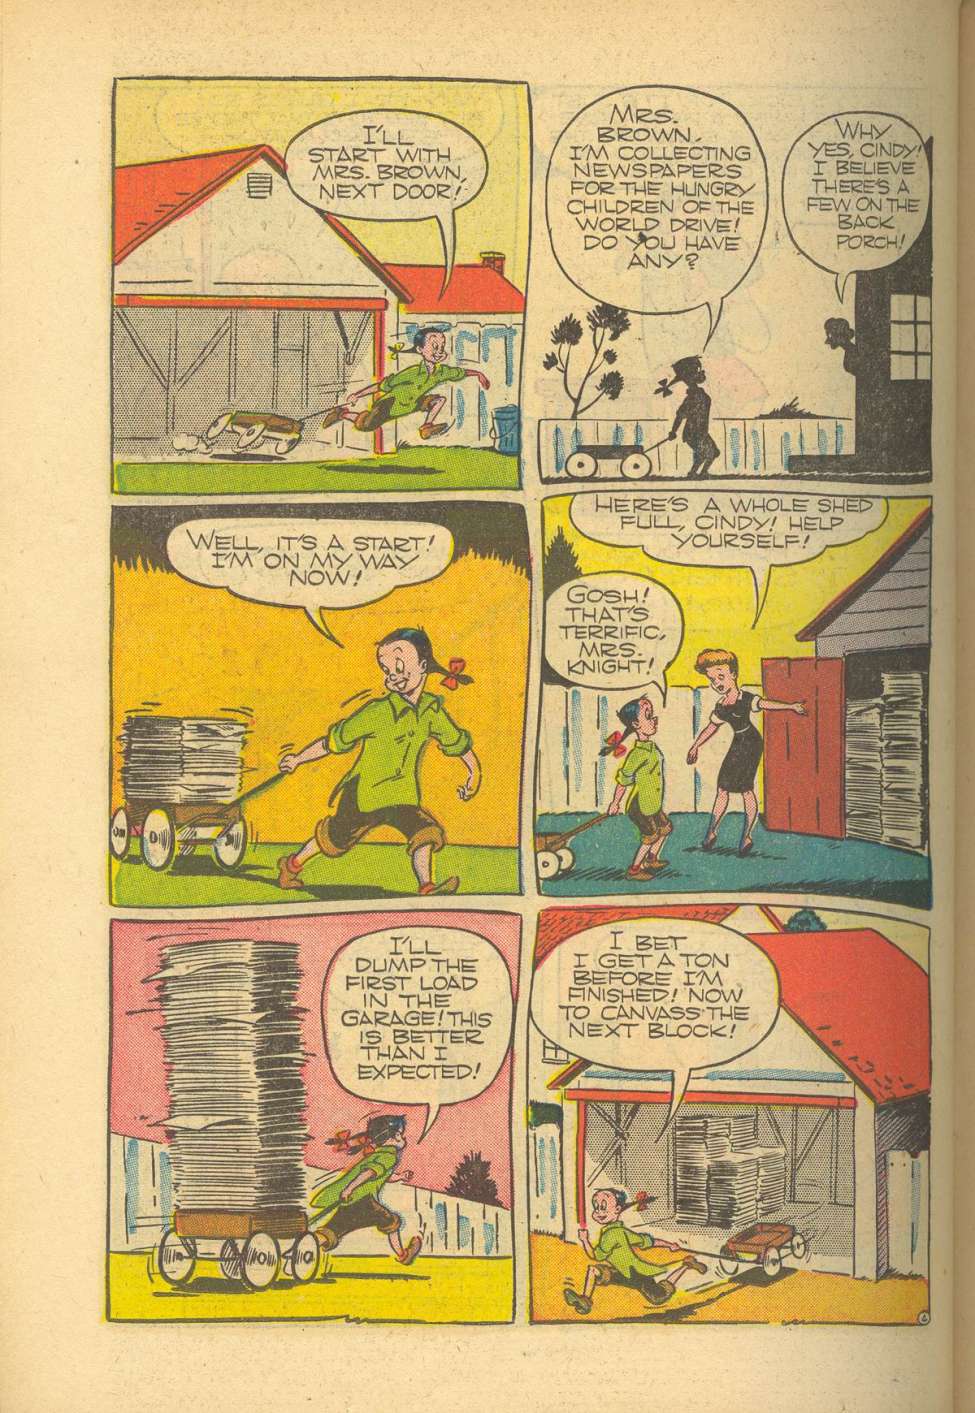 I'LL
START WITH
MRS. BROWN,
NEXT DOOR!
MRS.
BROWN.
I'M COLLECTING
NEWSPAPERS
FOR THE HUNGRY
CHILDREN OF THE
WORLD DRIVE!
DO YOU HAVE
ANY?
WHY
YES, CINDY!
I BELIEVE
THERE'S A
FEW ON THE
BACK
PORCH!
WELL, IT'S A START!
I'M ON MY WAY
NOW!
HERE'S A WHOLE SHED
FULL, CINDY! HELP
YOURSELF!
GOSH!
THAT'S
TERRIFIC,
MRS.
KNIGHT!
I'LL
DUMP THE
FIRST LOAD
IN THE
GARAGE! THIS
IS BETTER
THAN I
EXPECTED!
I BET
I GET A TON
BEFORE I'M
FINISHED! NOW
TO CANVASS THE
NEXT BLOCK!
6